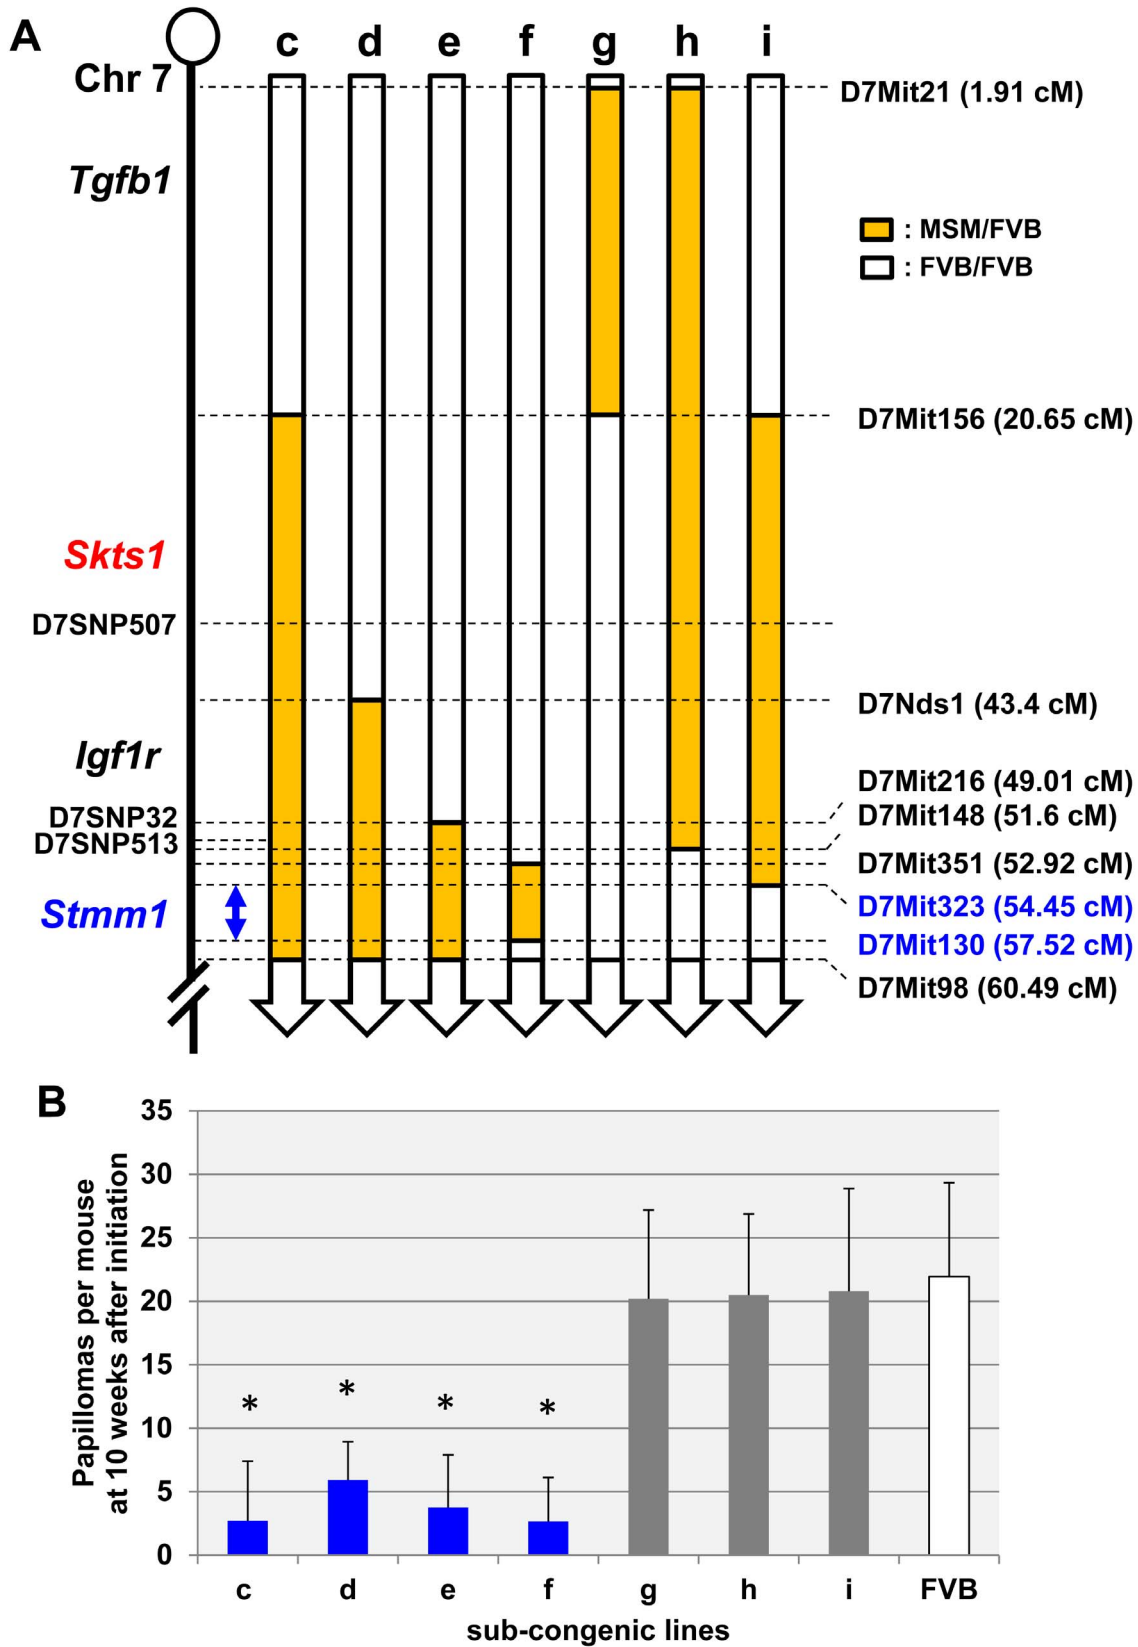 A
c d e f g h i
Chr 7
D7Mit21 (1.91 cM)
Tgfb1
: MSM/FVB
: FVB/FVB
D7Mit156 (20.65 cM)
Skts1
D7SNP507
D7Nds1 (43.4 cM)
Igf1r
D7Mit216 (49.01 cM)
D7SNP32
D7Mit148 (51.6 cM)
D7SNP513
D7Mit351 (52.92 cM)
Stmm1
D7Mit323 (54.45 cM)
D7Mit130 (57.52 cM)
D7Mit98 (60.49 cM)
B
Papillomas per mouse
at 10 weeks after initiation
35
30
25
20
15
10
5
0
* * * *
c d e f g h i FVB
sub-congenic lines